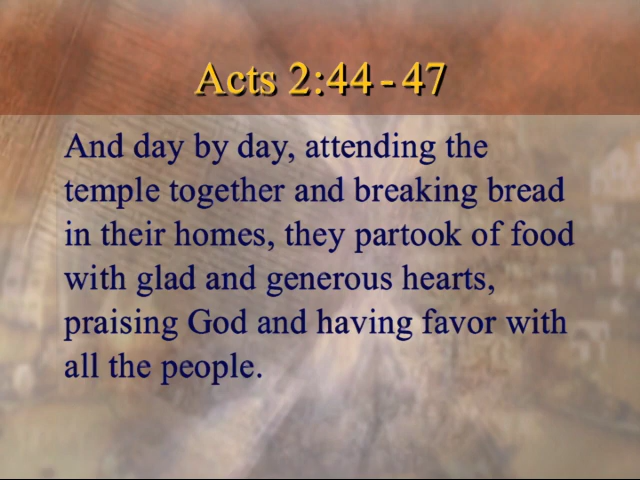 Acts 2:44-47
And day by day, attending the
temple together and breaking bread
in their homes, they partook of food
with glad and generous hearts,
praising God and having favor with
all the people.